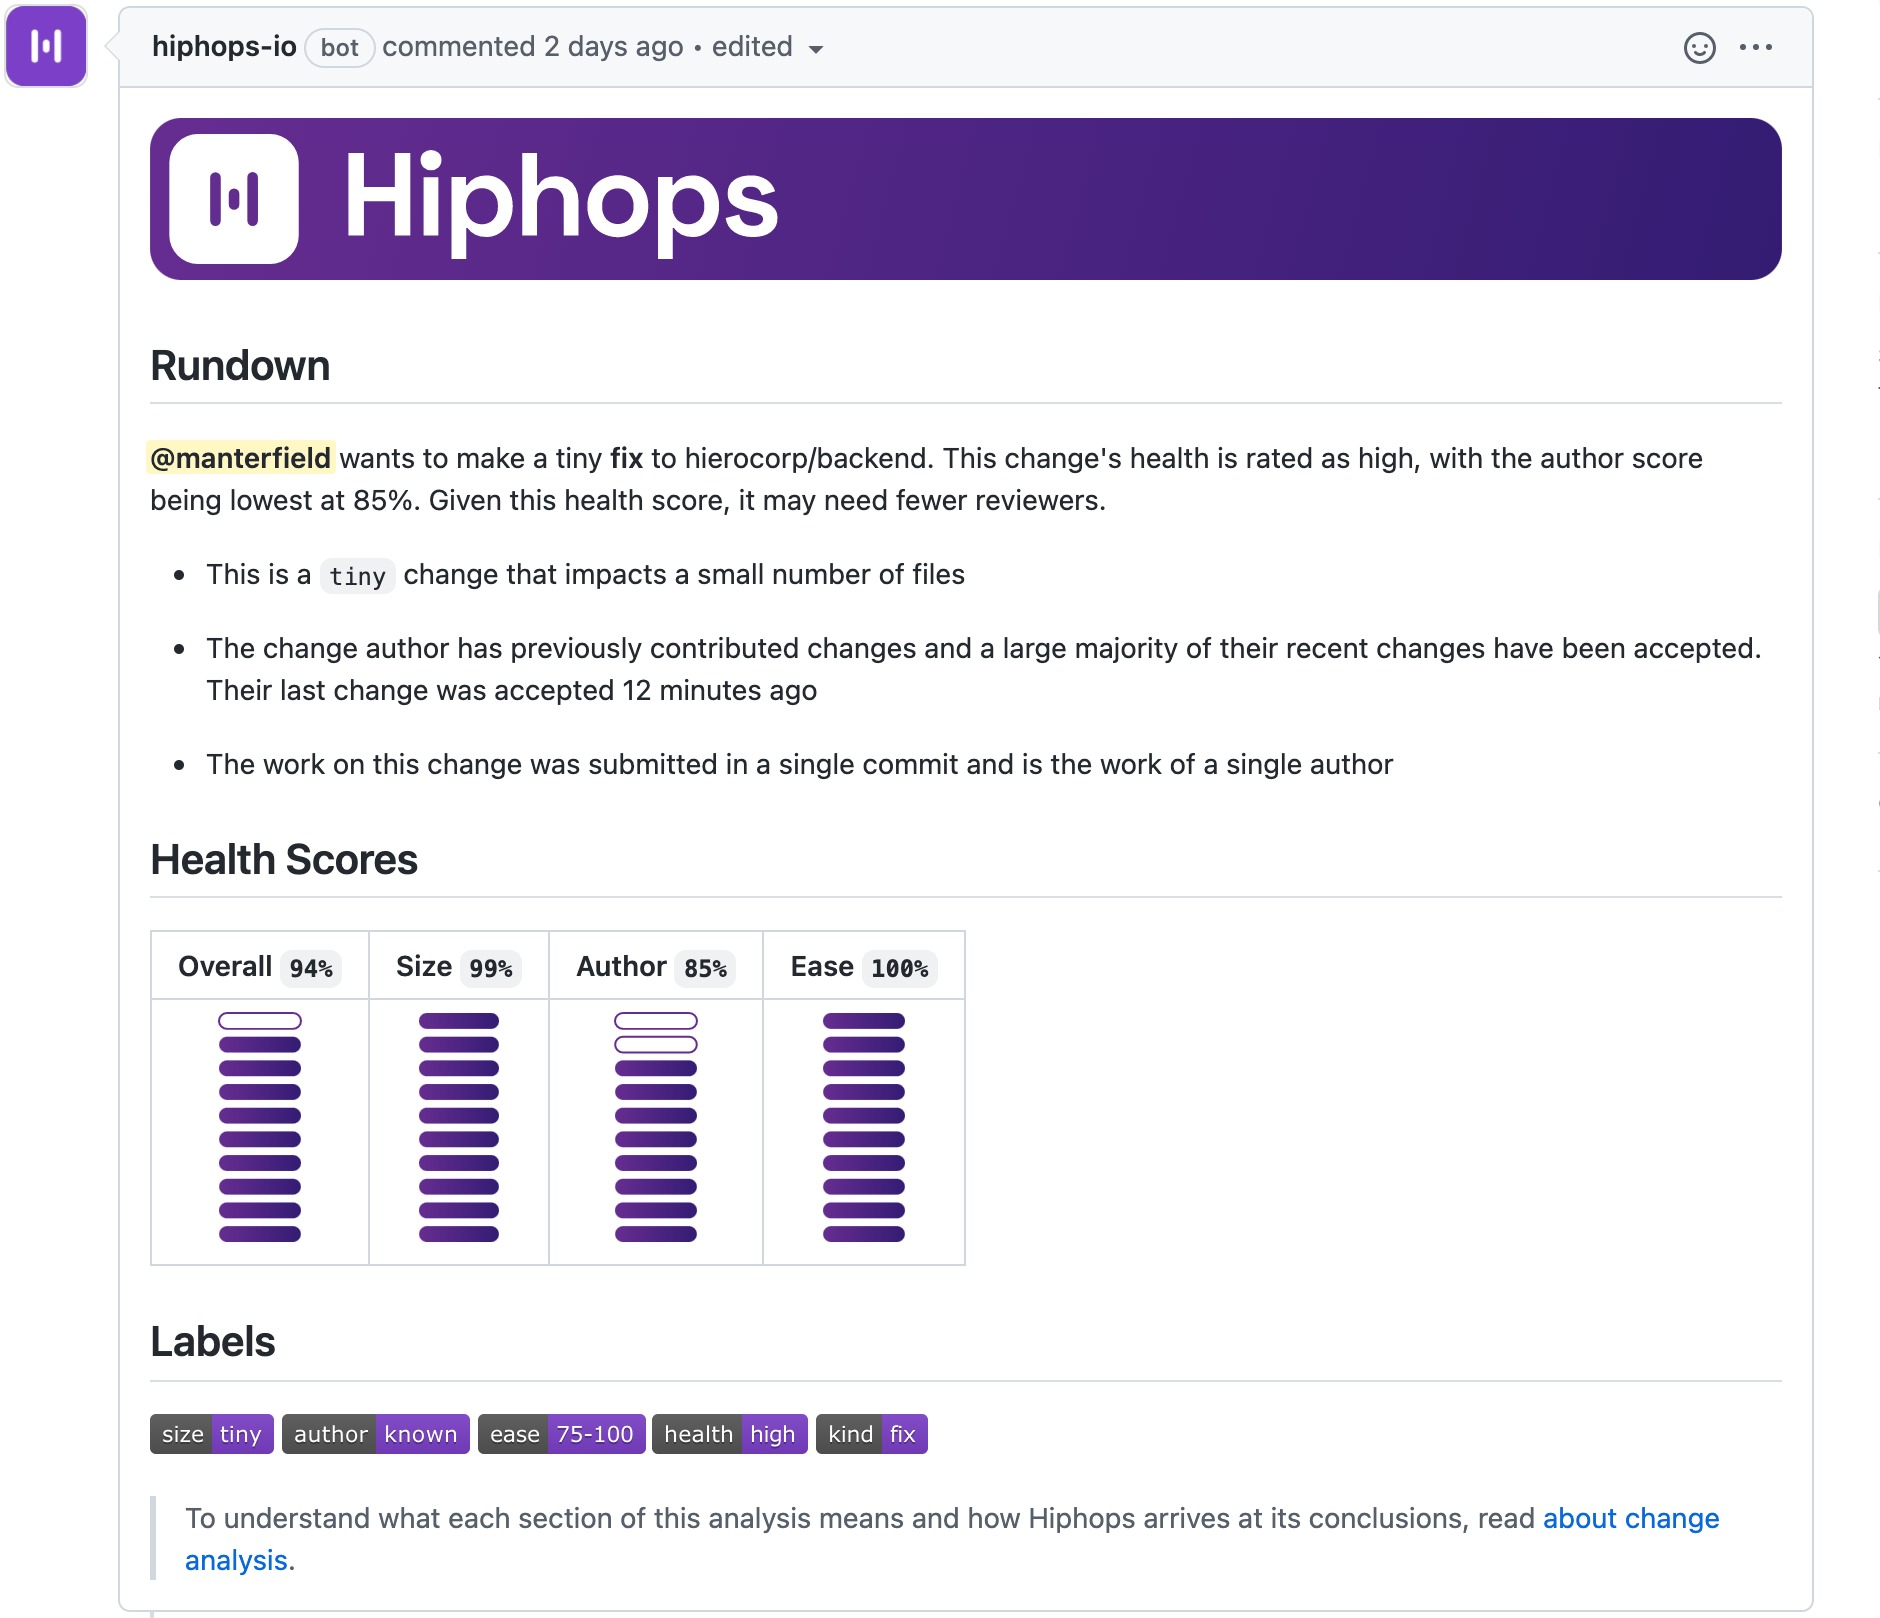 hiphops-io bot commented 2 days ago • edited
Hiphops
Rundown
@manterfield wants to make a tiny fix to hierocorp/backend. This change's health is rated as high, with the author score
being lowest at 85%. Given this health score, it may need fewer reviewers.
• This is a tiny change that impacts a small number of files
• The change author has previously contributed changes and a large majority of their recent changes have been accepted.
Their last change was accepted 12 minutes ago
• The work on this change was submitted in a single commit and is the work of a single author
Health Scores
Overall 94% Size 99% Author 85% Ease 100%
Labels
size tiny author known ease 75-100 health high kind fix
To understand what each section of this analysis means and how Hiphops arrives at its conclusions, read about change
analysis.